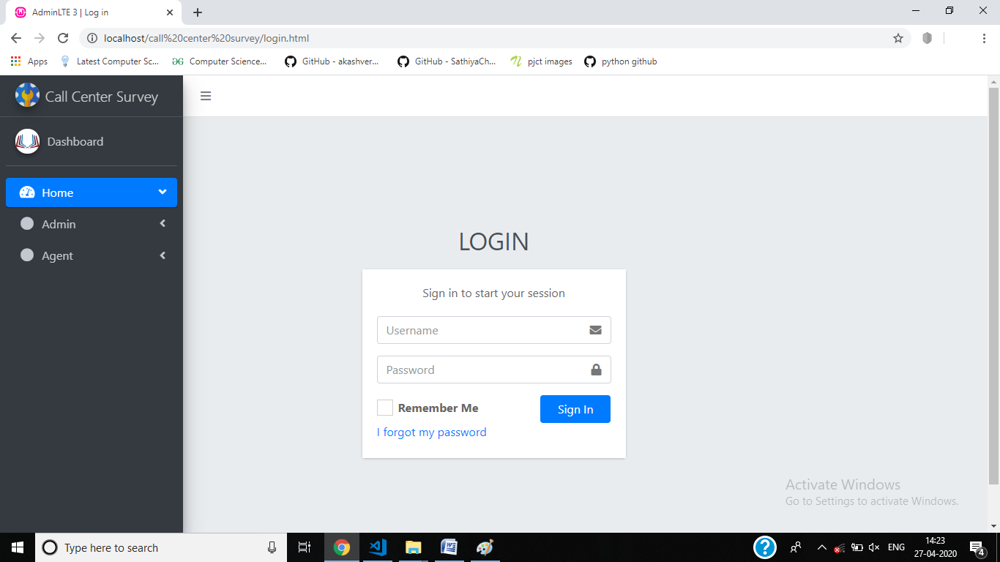 AdminLTE 3 | Log in
localhost/call%20center%20survey/login.html
Apps
Latest Computer Sc...
Computer Science...
GitHub - akashver...
GitHub - SathiyaCh...
pjct images
python github
Call Center Survey
Dashboard
Home
Admin
Agent
LOGIN
Sign in to start your session
Username
Password
Remember Me
Sign In
I forgot my password
Activate Windows
Go to Settings to activate Windows.
Type here to search
ENG
14:23
27-04-2020
4